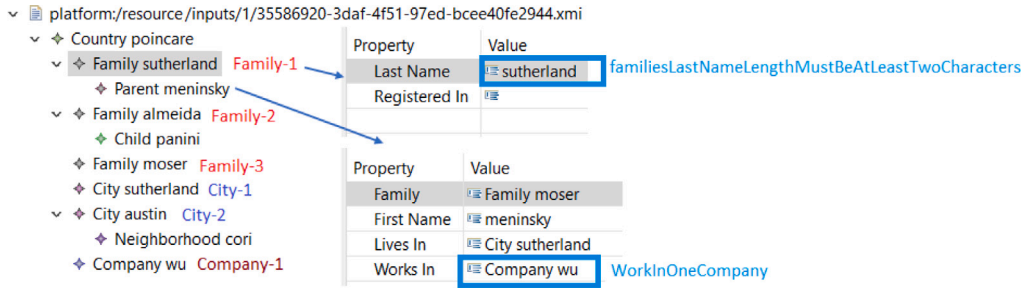 platform:/resource/inputs/1/35586920-3daf-4f51-97ed-bcee40fe2944.xmi
Country poincare
Family sutherland Family-1
Parent meninsky
Family almeida Family-2
Child panini
Family moser Family-3
City sutherland City-1
City austin City-2
Neighborhood cori
Company wu Company-1
Property Value
Last Name sutherland familiesLastNameLengthMustBeAtLeastTwoCharacters
Registered In
Property Value
Family Family moser
First Name meninsky
Lives In City sutherland
Works In Company wu WorkInOneCompany